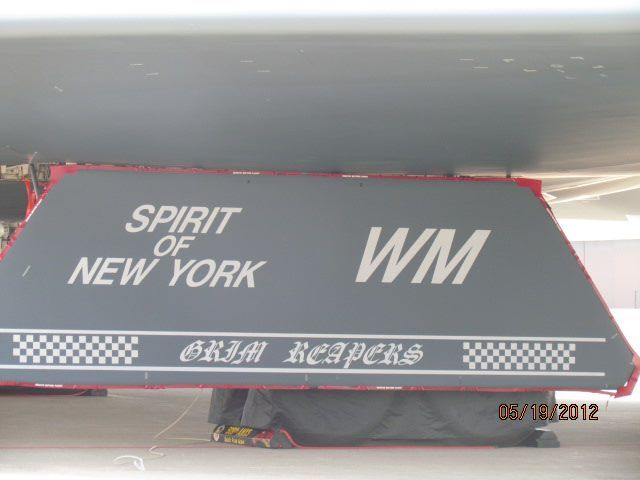 SPIRIT
OF
NEW YORK
WM
GRIM REAPERS
05/19/2012